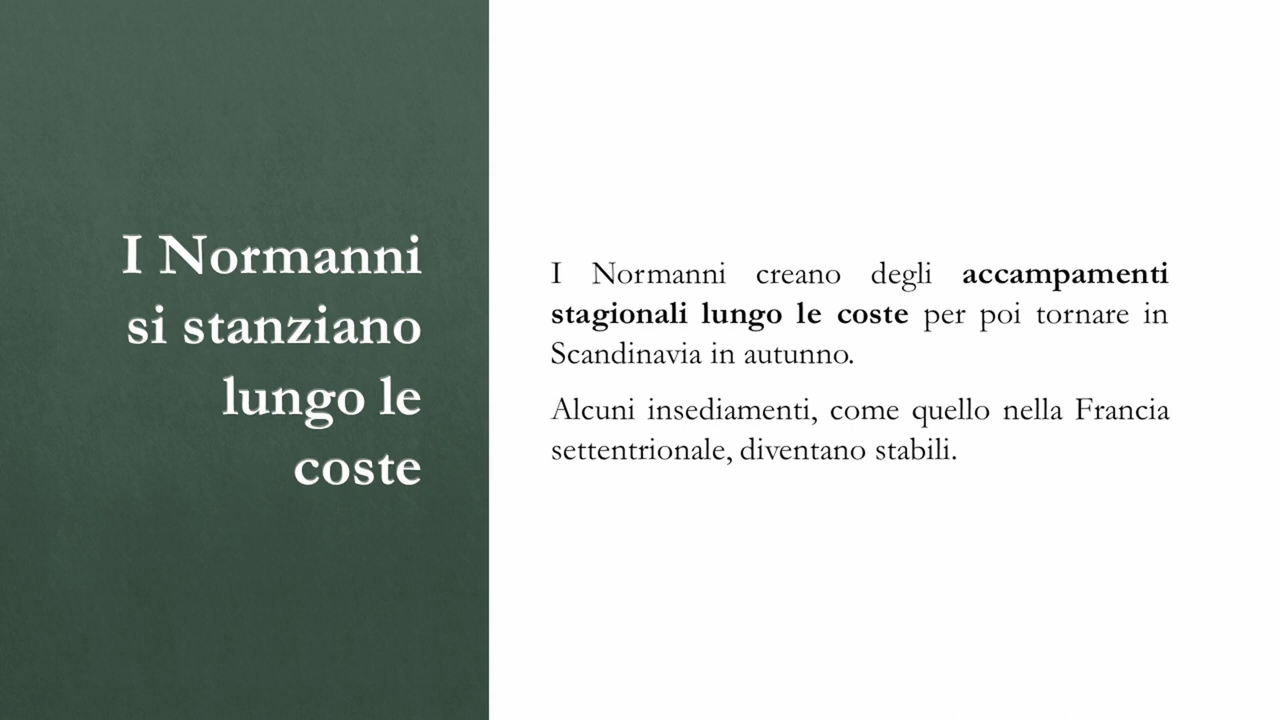 I Normanni
si stanziano
lungo le
coste
I Normanni creano degli accampamenti
stagionali lungo le coste per poi tornare in
Scandinavia in autunno.
Alcuni insediamenti, come quello nella Francia
settentrionale, diventano stabili.